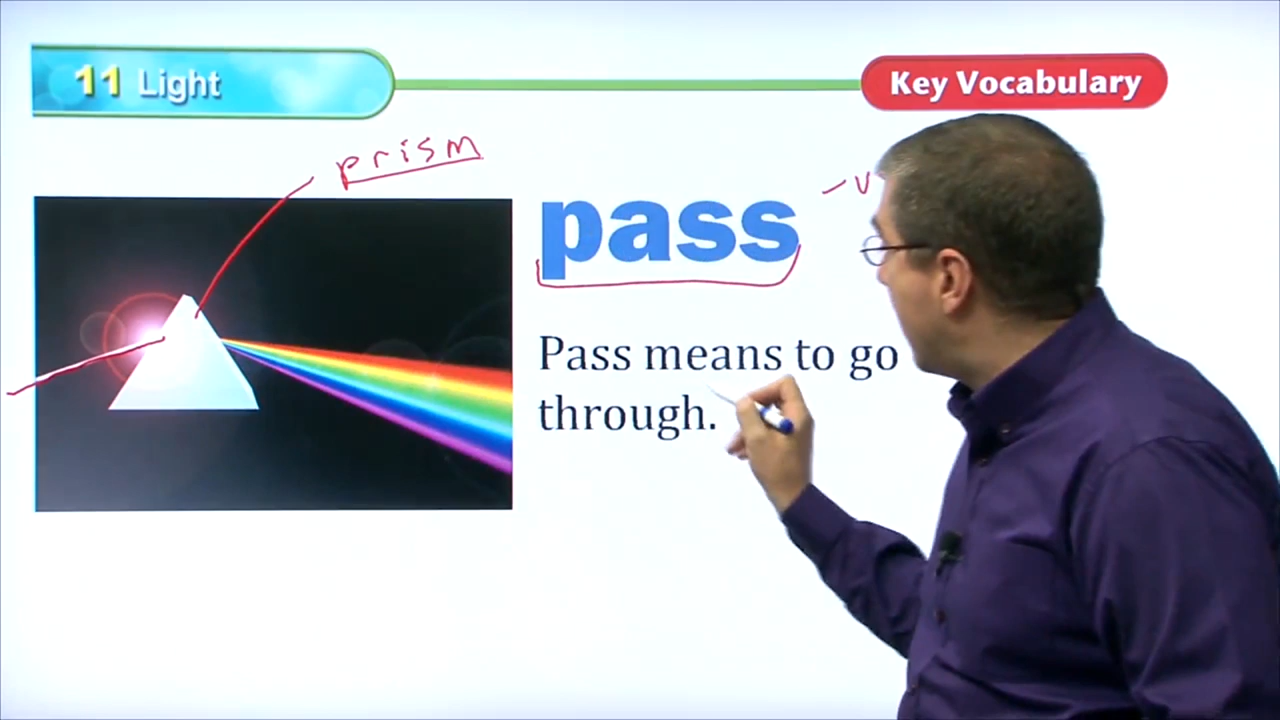 11 Light
Key Vocabulary
prism
pass
-v
Pass means to go
through.